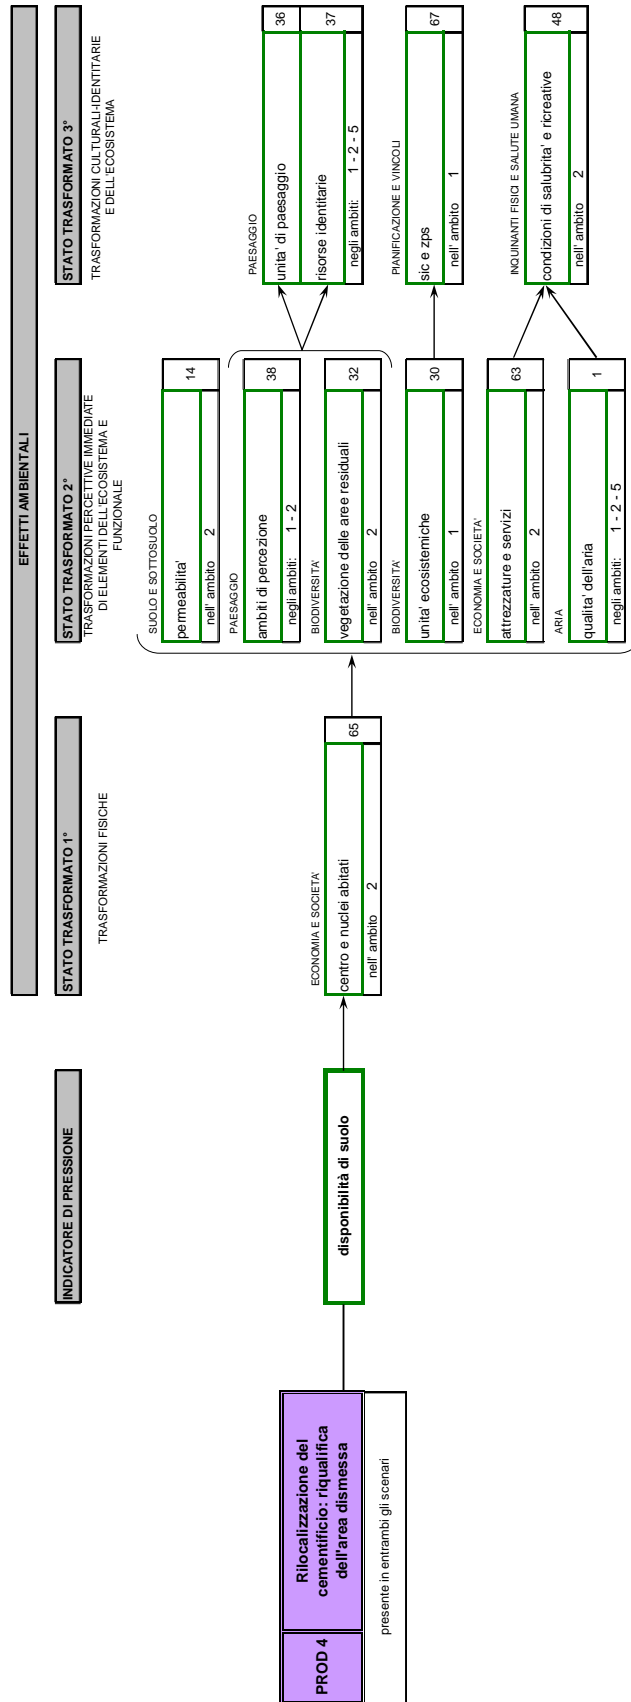 EFFETTI AMBIENTALI
INDICATORE DI PRESSIONE
STATO TRASFORMATO 1°
STATO TRASFORMATO 2°
STATO TRASFORMATO 3°
TRASFORMAZIONI FISICHE
TRASFORMAZIONI PERCETTIVE IMMEDIATE
DI ELEMENTI DELL'ECOSISTEMA E
FUNZIONALE
TRASFORMAZIONI CULTURALI-IDENTITARIE
E DELL'ECOSISTEMA
PROD 4
Rilocalizzazione del
cementificio: riqualifica
dell'area dismessa
presente in entrambi gli scenari
disponibilità di suolo
ECONOMIA E SOCIETA'
centro e nuclei abitati 65
nell' ambito 2
SUOLO E SOTTOSUOLO
permeabilita' 14
nell' ambito 2
PAESAGGIO
ambiti di percezione 38
negli ambiti: 1 - 2
BIODIVERSITA'
vegetazione delle aree residuali 32
nell' ambito 2
BIODIVERSITA'
unita' ecosistemiche 30
nell' ambito 1
ECONOMIA E SOCIETA'
attrezzature e servizi 63
nell' ambito 2
ARIA
qualita' dell'aria 1
negli ambiti: 1 - 2 - 5
PAESAGGIO
unita' di paesaggio 36
risorse identitarie 37
negli ambiti: 1 - 2 - 5
PIANIFICAZIONE E VINCOLI
sic e zps 67
nell' ambito 1
INQUINANTI FISICI E SALUTE UMANA
condizioni di salubrita' e ricreative 48
nell' ambito 2